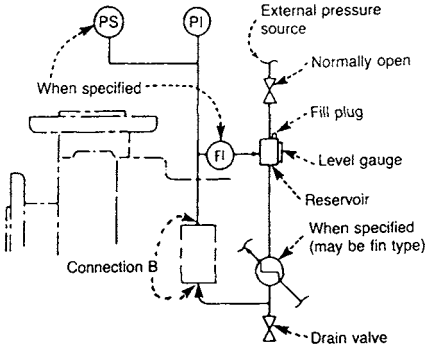 External pressure
source
PS
PI
Normally open
When specified
Fill plug
FI
Level gauge
Reservoir
When specified
(may be fin type)
Connection B
Drain valve